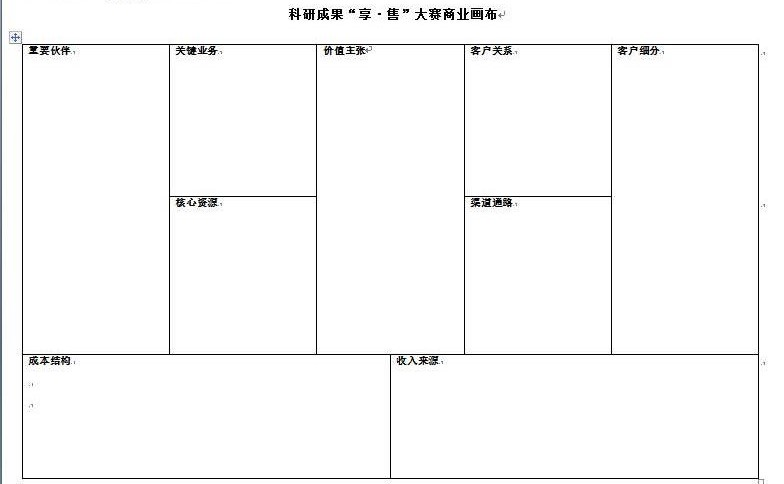 科研成果“享·售”大赛商业画布
重要伙伴
关键业务
价值主张
客户关系
客户细分
核心资源
渠道通路
成本结构
收入来源